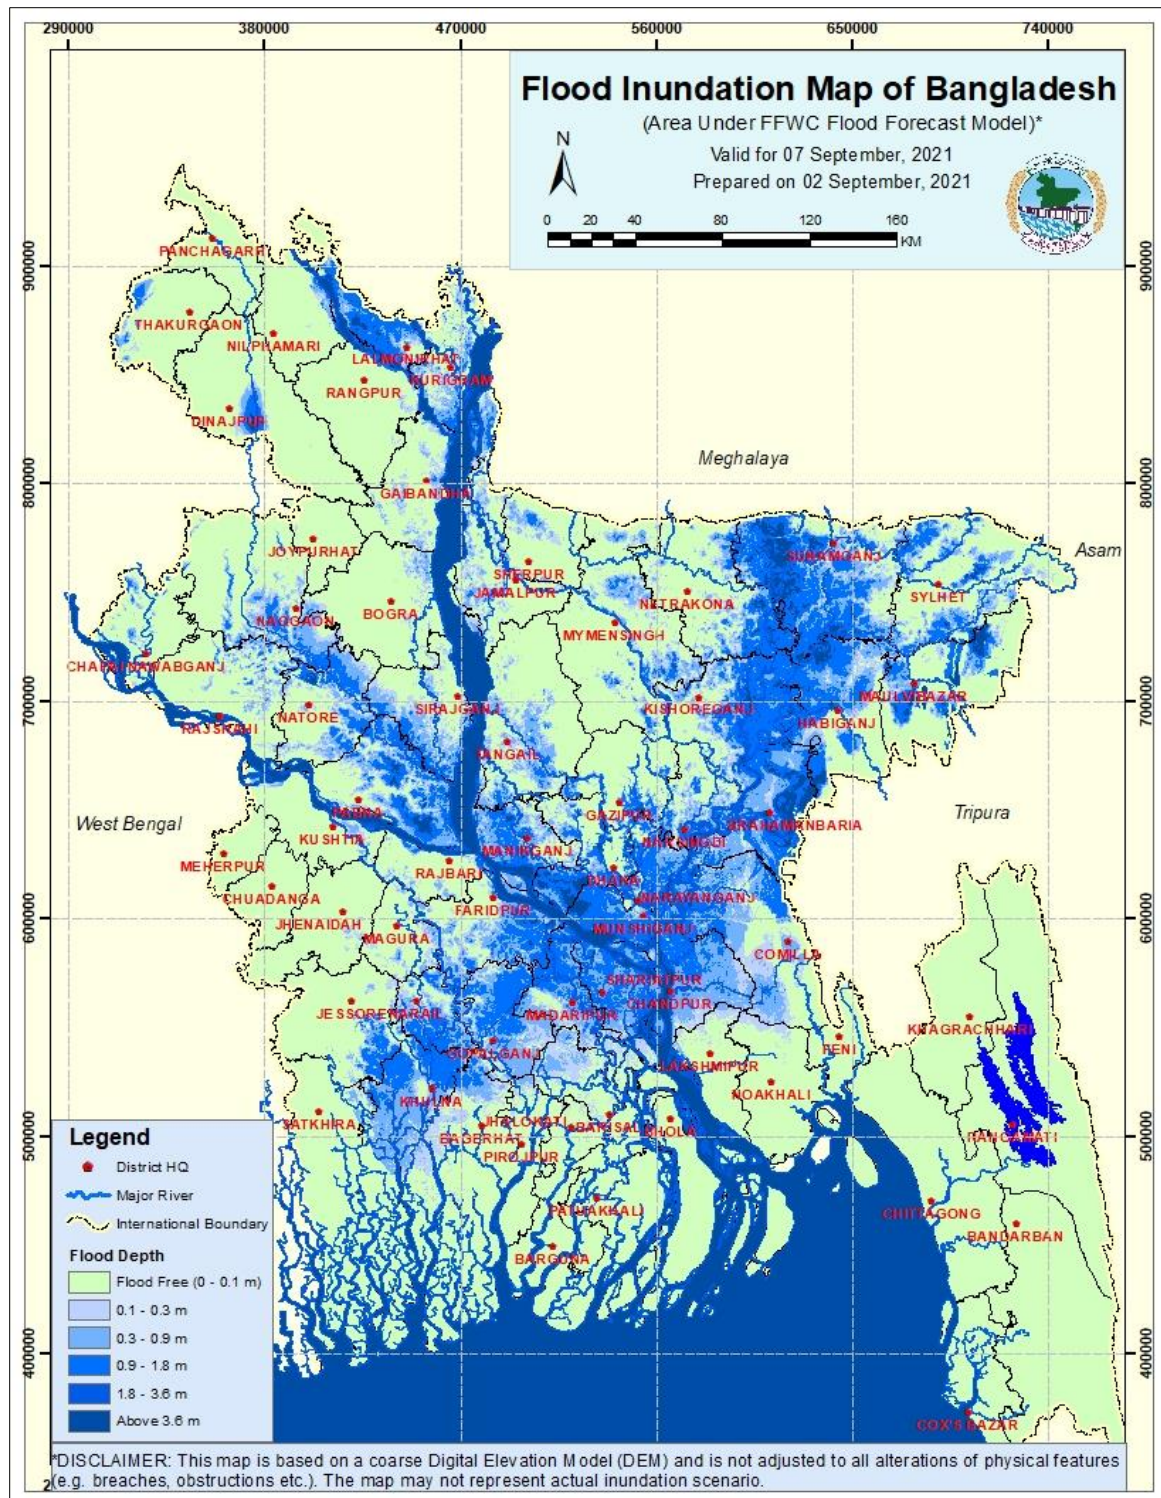 290000 380000 470000 560000 650000 740000
Flood Inundation Map of Bangladesh
(Area Under FFWC Flood Forecast Model)*
N
Valid for 07 September, 2021
Prepared on 02 September, 2021
0 20 40 80 120 160
KM
PANCHAGARH
900000 900000
THAKURGAON
NILPHAMARI
LALMONIRHAT
KURIGRAM
RANGPUR
DINAJPUR
Meghalaya
800000 800000
GAIBANDHA
JOYPURHAT
SUNAMGANJ
Asam
SHERPUR
JAMALPUR
SYLHET
NETRAKONA
BOGRA
NAOGAON
MYMENSINGH
CHAPAINAWABGANJ
MAULVIBAZAR
700000 700000
SIRAJGANJ
KISHOREGANJ
NATORE
HABIGANJ
RAJSHAHI
TANGAIL
PABNA
GAZIPUR
Tripura
West Bengal
BRAHAMANBARIA
KUSHTIA
NARSINGDI
MANIKGANJ
MEHERPUR
RAJBARI
DHAKA
CHUADANGA
NARAYANGANJ
FARIDPUR
600000 600000
JHENAIDAH
MUNSHIGANJ
MAGURA
COMILLA
SHARIATPUR
CHANDPUR
JESSORE NARAIL
MADARIPUR
KHAGRACHHARI
FENI
GOPALGANJ
LAKSHMIPUR
NOAKHALI
KHULNA
SATKHIRA
JHALOKATI
BARISAL BHOLA
BAGERHAT
RANGAMATI
500000 500000
PIROJPUR
PATUAKHALI
CHITTAGONG
BANDARBAN
BARGUNA
Legend
District HQ
Major River
International Boundary
Flood Depth
Flood Free (0 - 0.1 m)
0.1 - 0.3 m
0.3 - 0.9 m
400000 400000
0.9 - 1.8 m
1.8 - 3.6 m
Above 3.6 m
COX'S BAZAR
*DISCLAIMER: This map is based on a coarse Digital Elevation Model (DEM) and is not adjusted to all alterations of physical features
(e.g. breaches, obstructions etc.). The map may not represent actual inundation scenario.